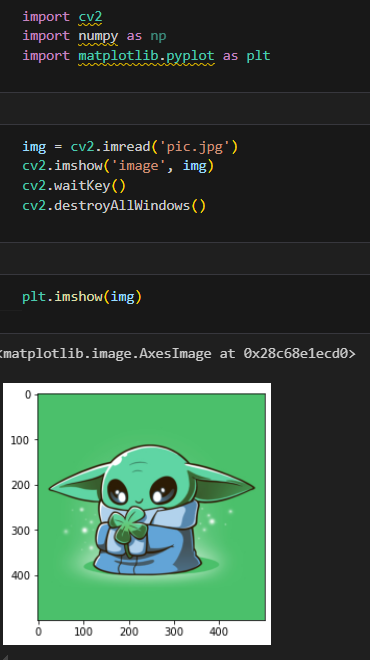 import cv2
import numpy as np
import matplotlib.pyplot as plt
img = cv2.imread('pic.jpg')
cv2.imshow('image', img)
cv2.waitKey()
cv2.destroyAllWindows()
plt.imshow(img)
<matplotlib.image.AxesImage at 0x28c68e1ecd0>
0
100
200
300
400
0 100 200 300 400